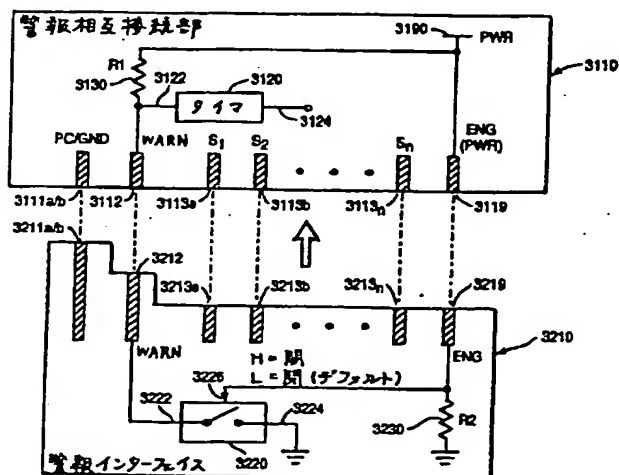 警報相互接続部
3190
PWR
R1
3130
3122
3120
タイマ
3124
3110
PC/GND
WARN
S1
S2
• • •
Sn
ENG
(PWR)
3111a/b
3112
3113a
3113b
3113n
3119
3211a/b
3212
3213a
3213b
3213n
3219
3210
WARN
H = 開
L = 閉 (デフォルト)
ENG
3226
3222
3224
3220
3230
R2
警報インターフェイス